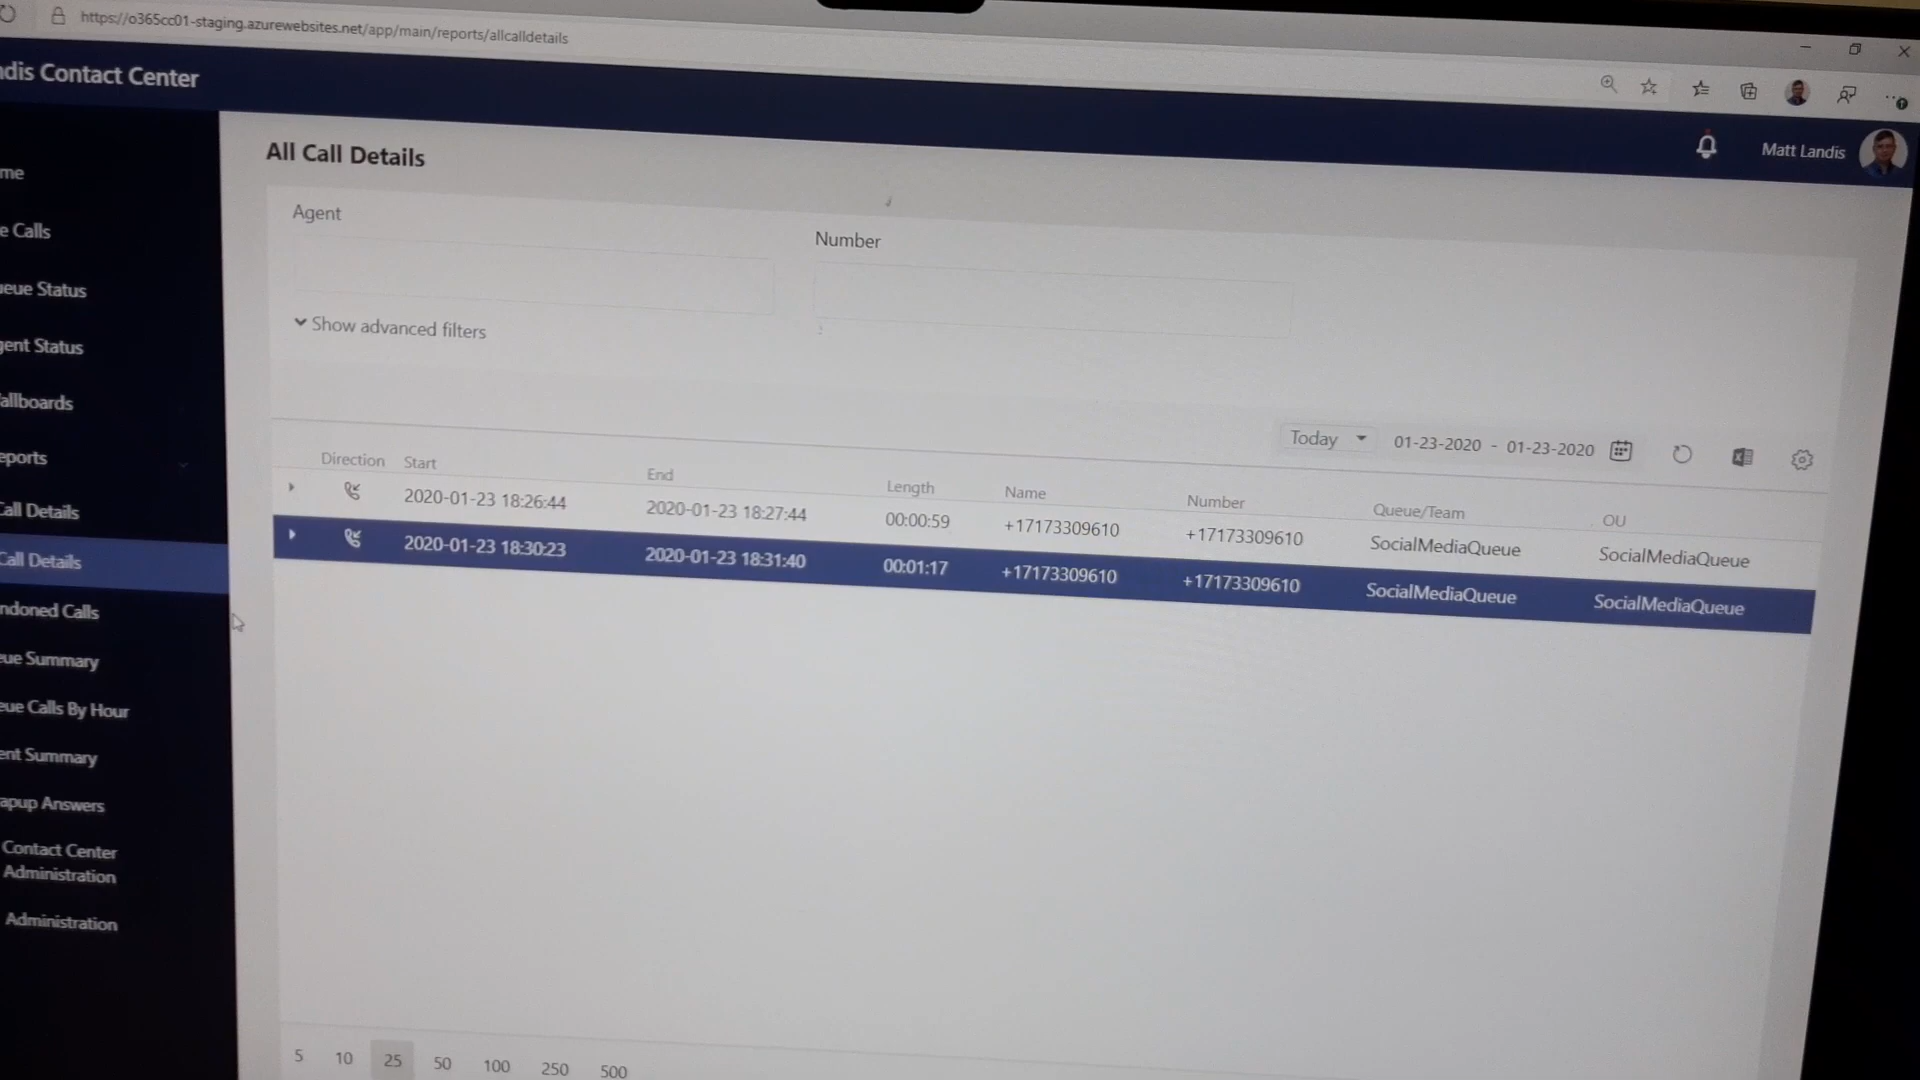 https://o365cc01-staging.azurewebsites.net/app/main/reports/allcalldetails
dis Contact Center
Matt Landis
me
e Calls
eue Status
gent Status
allboards
eports
Call Details
Call Details
ndoned Calls
ue Summary
eue Calls By Hour
ent Summary
apup Answers
Contact Center
Administration
Administration
All Call Details
Agent
Number
Show advanced filters
Today 01-23-2020 - 01-23-2020
Direction Start End Length Name Number Queue/Team OU
2020-01-23 18:26:44 2020-01-23 18:27:44 00:00:59 +17173309610 +17173309610 SocialMediaQueue SocialMediaQueue
2020-01-23 18:30:23 2020-01-23 18:31:40 00:01:17 +17173309610 +17173309610 SocialMediaQueue SocialMediaQueue
5 10 25 50 100 250 500